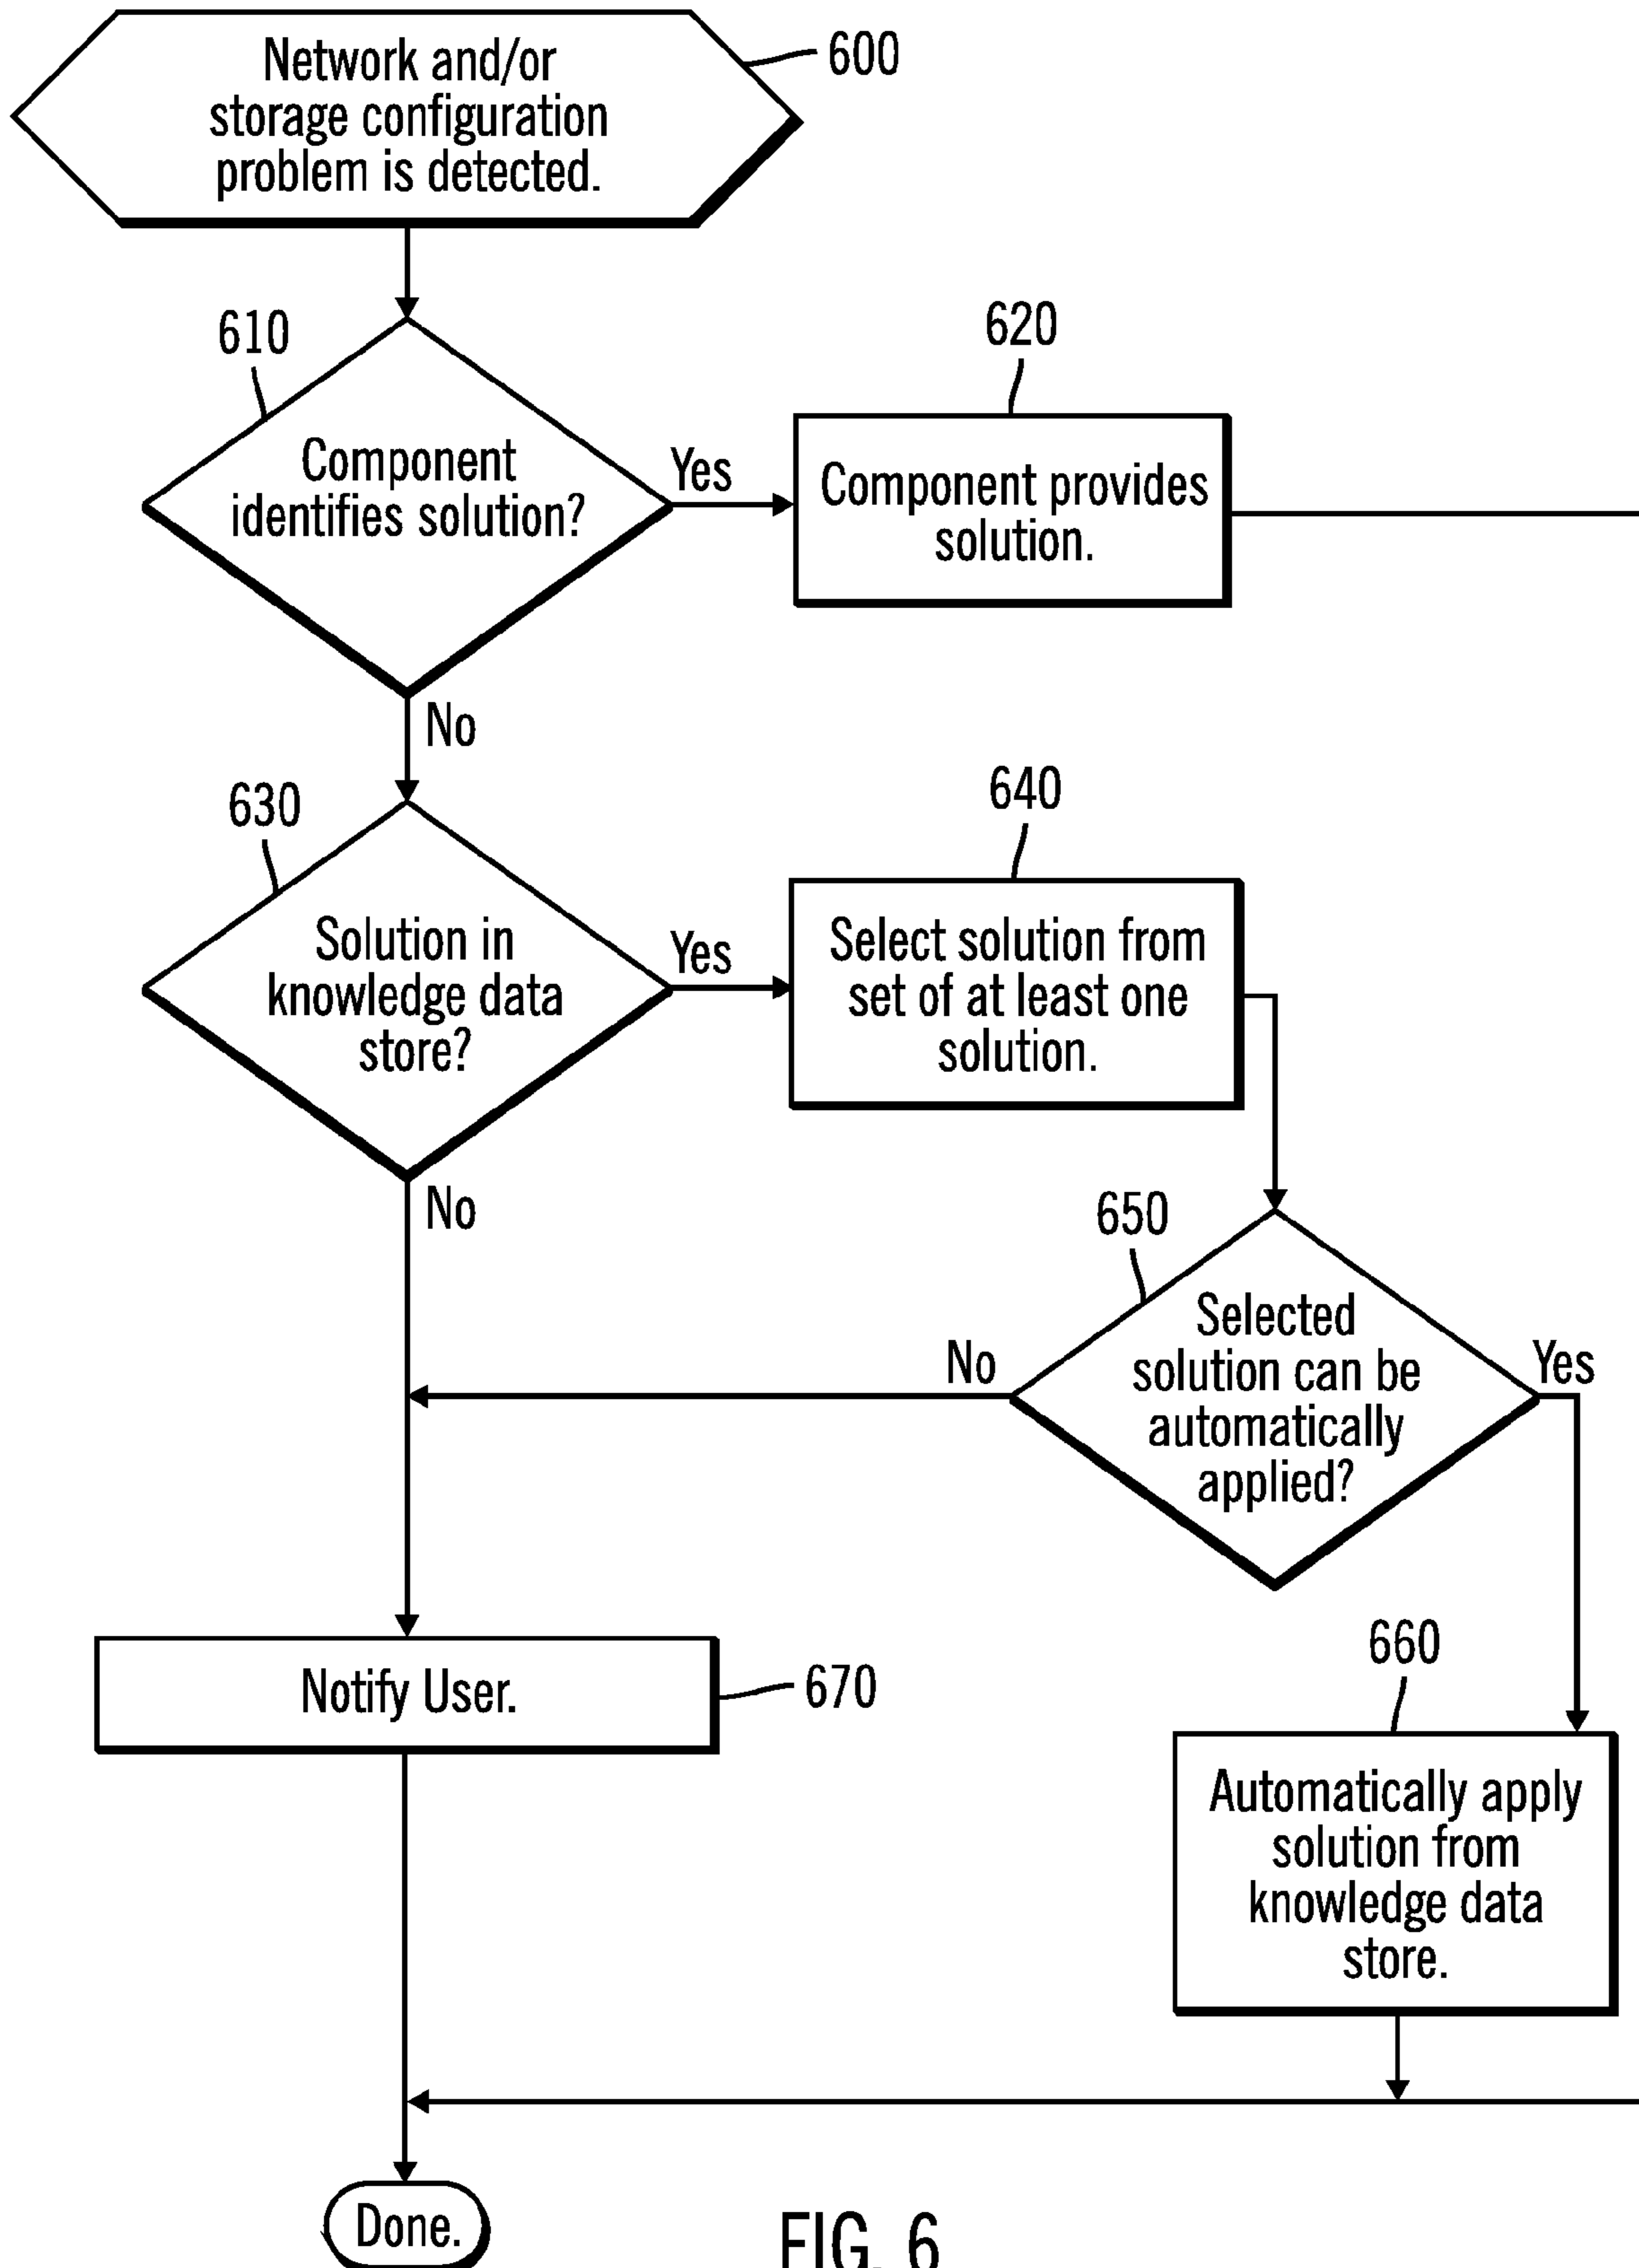 Network and/or
storage configuration
problem is detected.
600
610
Component
identifies solution?
Yes
620
Component provides
solution.
No
630
Solution in
knowledge data
store?
Yes
640
Select solution from
set of at least one
solution.
No
650
Selected
solution can be
automatically
applied?
No
Yes
660
Automatically apply
solution from
knowledge data
store.
Notify User.
670
Done.
FIG. 6